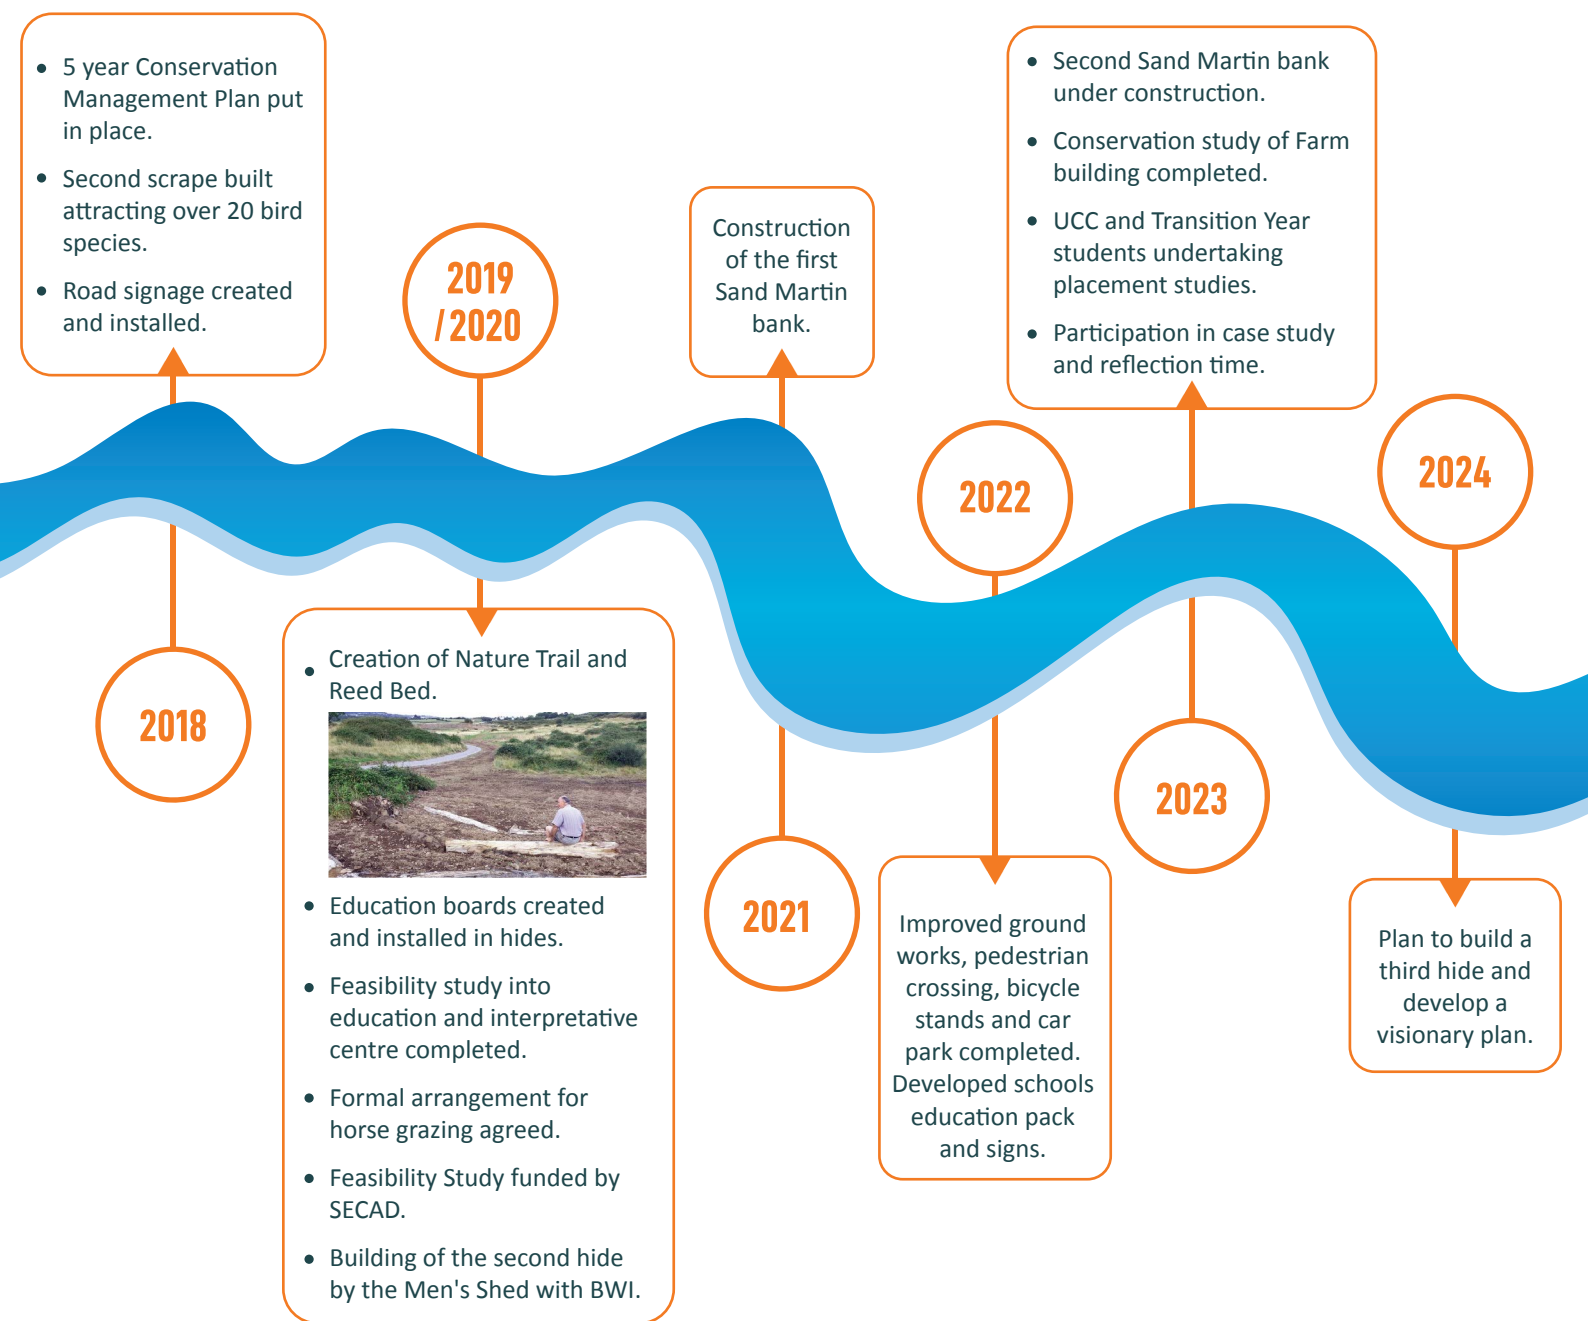 • 5 year Conservation
Management Plan put
in place.
• Second scrape built
attracting over 20 bird
species.
• Road signage created
and installed.
2018
2019
/ 2020
• Creation of Nature Trail and
Reed Bed.
• Education boards created
and installed in hides.
• Feasibility study into
education and interpretative
centre completed.
• Formal arrangement for
horse grazing agreed.
• Feasibility Study funded by
SECAD.
• Building of the second hide
by the Men's Shed with BWI.
Construction
of the first
Sand Martin
bank.
2021
2022
Improved ground
works, pedestrian
crossing, bicycle
stands and car
park completed.
Developed schools
education pack
and signs.
• Second Sand Martin bank
under construction.
• Conservation study of Farm
building completed.
• UCC and Transition Year
students undertaking
placement studies.
• Participation in case study
and reflection time.
2023
2024
Plan to build a
third hide and
develop a
visionary plan.